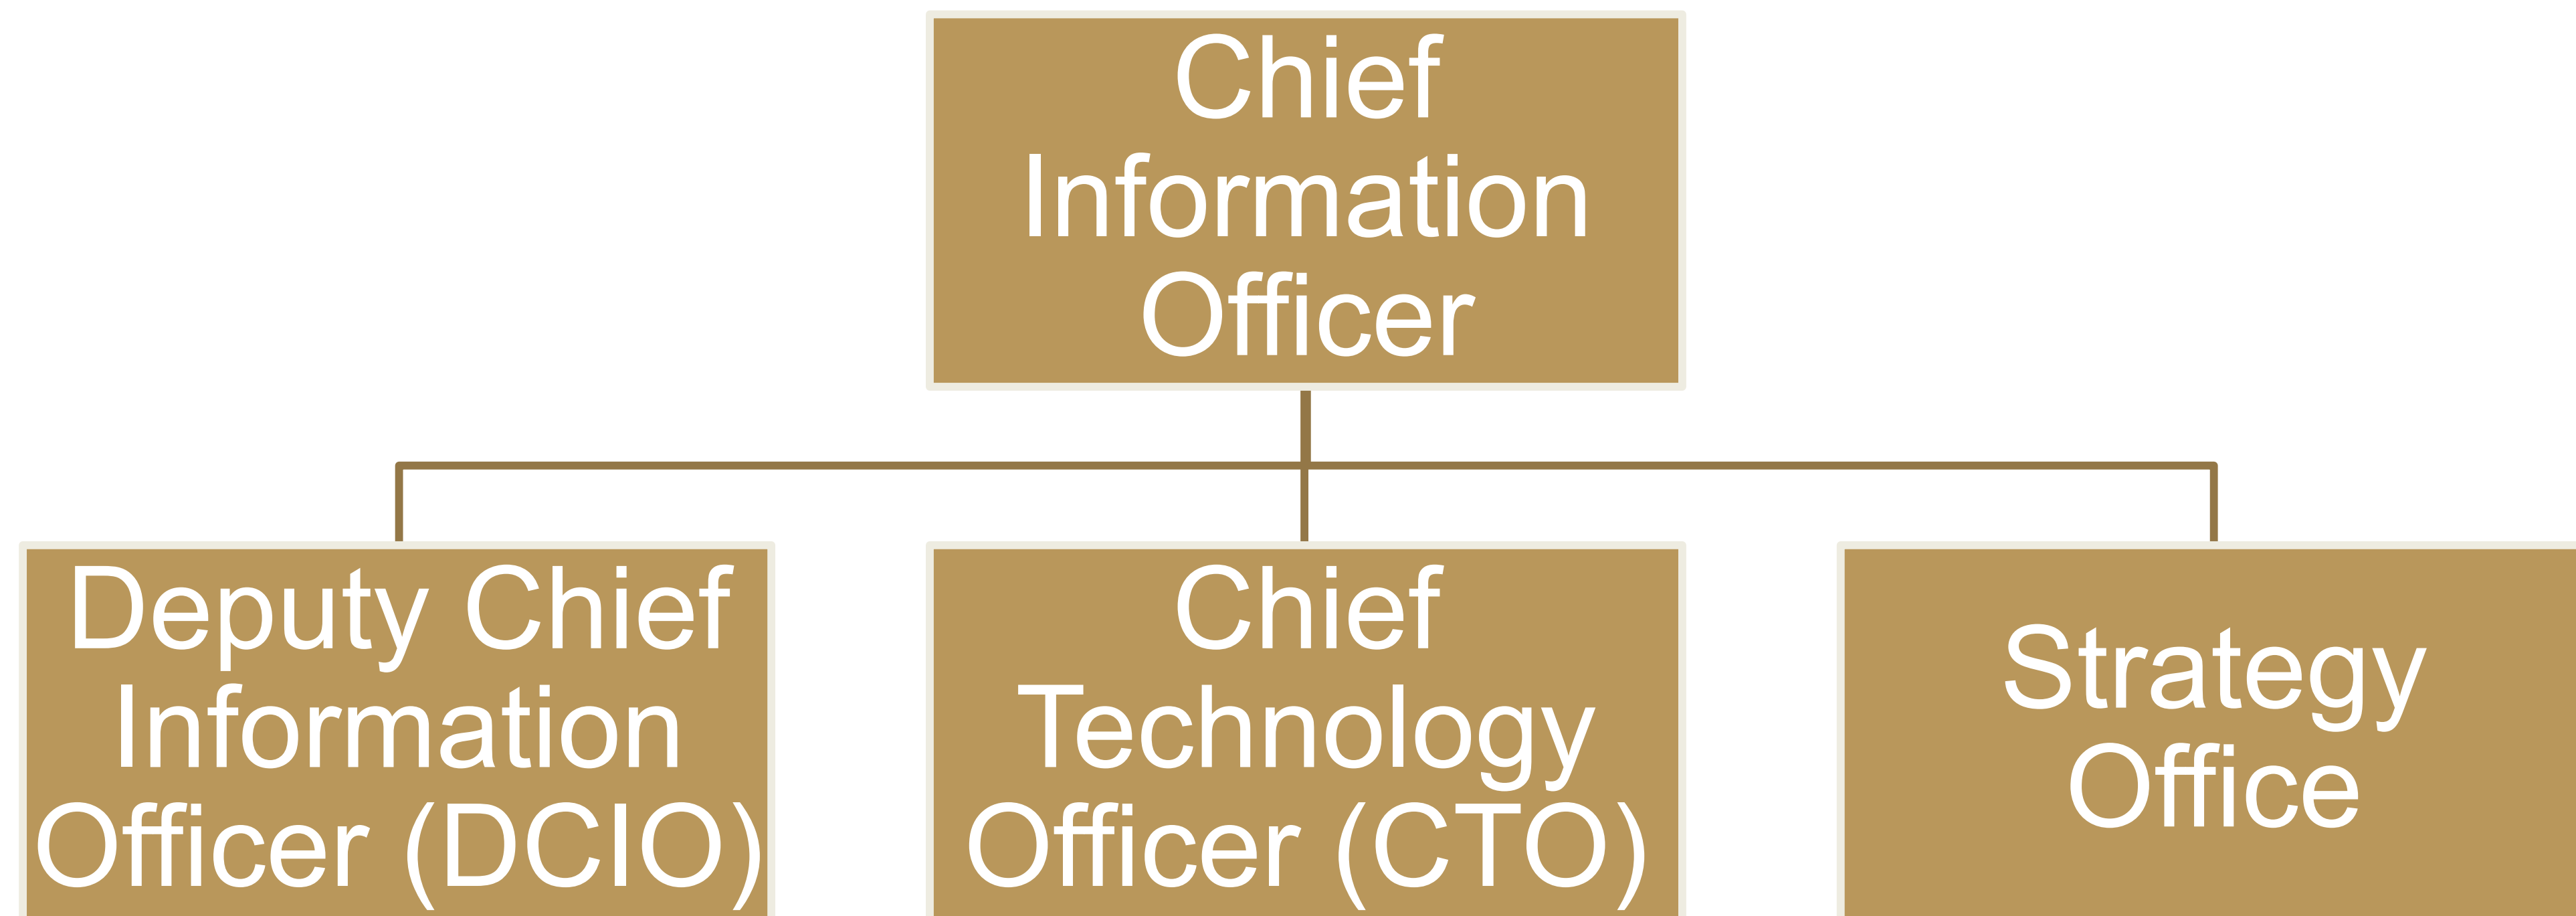 Chief
Information
Officer
Deputy Chief
Information
Officer (DCIO)
Chief
Technology
Officer (CTO)
Strategy
Office